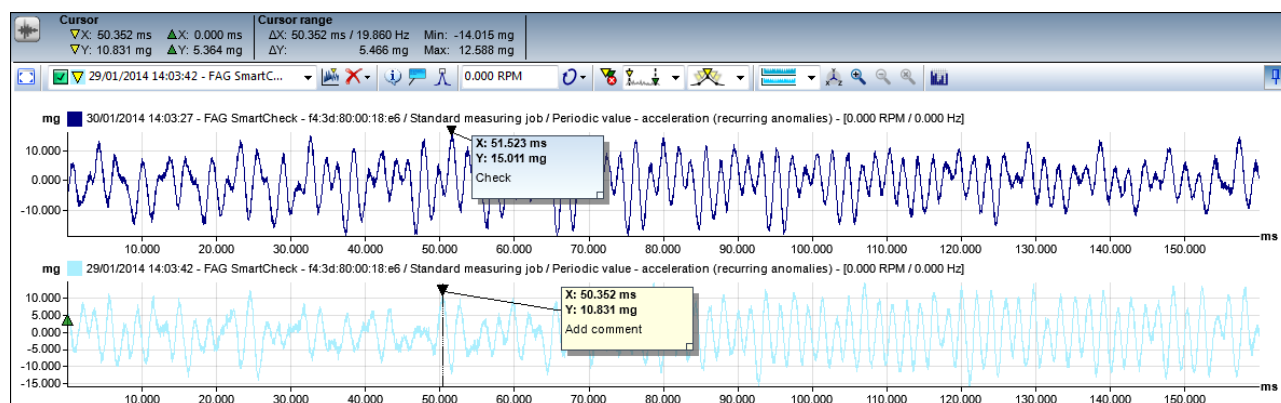 Cursor Cursor range
X: 50.352 ms X: 0.000 ms ΔX: 50.352 ms / 19.860 Hz Min: -14.015 mg
Y: 10.831 mg Y: 5.364 mg ΔY: 5.466 mg Max: 12.588 mg
29/01/2014 14:03:42 - FAG SmartC... 0.000 RPM
mg 30/01/2014 14:03:27 - FAG SmartCheck - f4:3d:80:00:18:e6 / Standard measuring job / Periodic value - acceleration (recurring anomalies) - [0.000 RPM / 0.000 Hz]
10.000
0.000
-10.000
X: 51.523 ms
Y: 15.011 mg
Check
10.000 20.000 30.000 40.000 50.000 60.000 70.000 80.000 90.000 100.000 110.000 120.000 130.000 140.000 150.000 ms
mg 29/01/2014 14:03:42 - FAG SmartCheck - f4:3d:80:00:18:e6 / Standard measuring job / Periodic value - acceleration (recurring anomalies) - [0.000 RPM / 0.000 Hz]
10.000
5.000
0.000
-5.000
-10.000
-15.000
X: 50.352 ms
Y: 10.831 mg
Add comment
10.000 20.000 30.000 40.000 50.000 60.000 70.000 80.000 90.000 100.000 110.000 120.000 130.000 140.000 150.000 ms